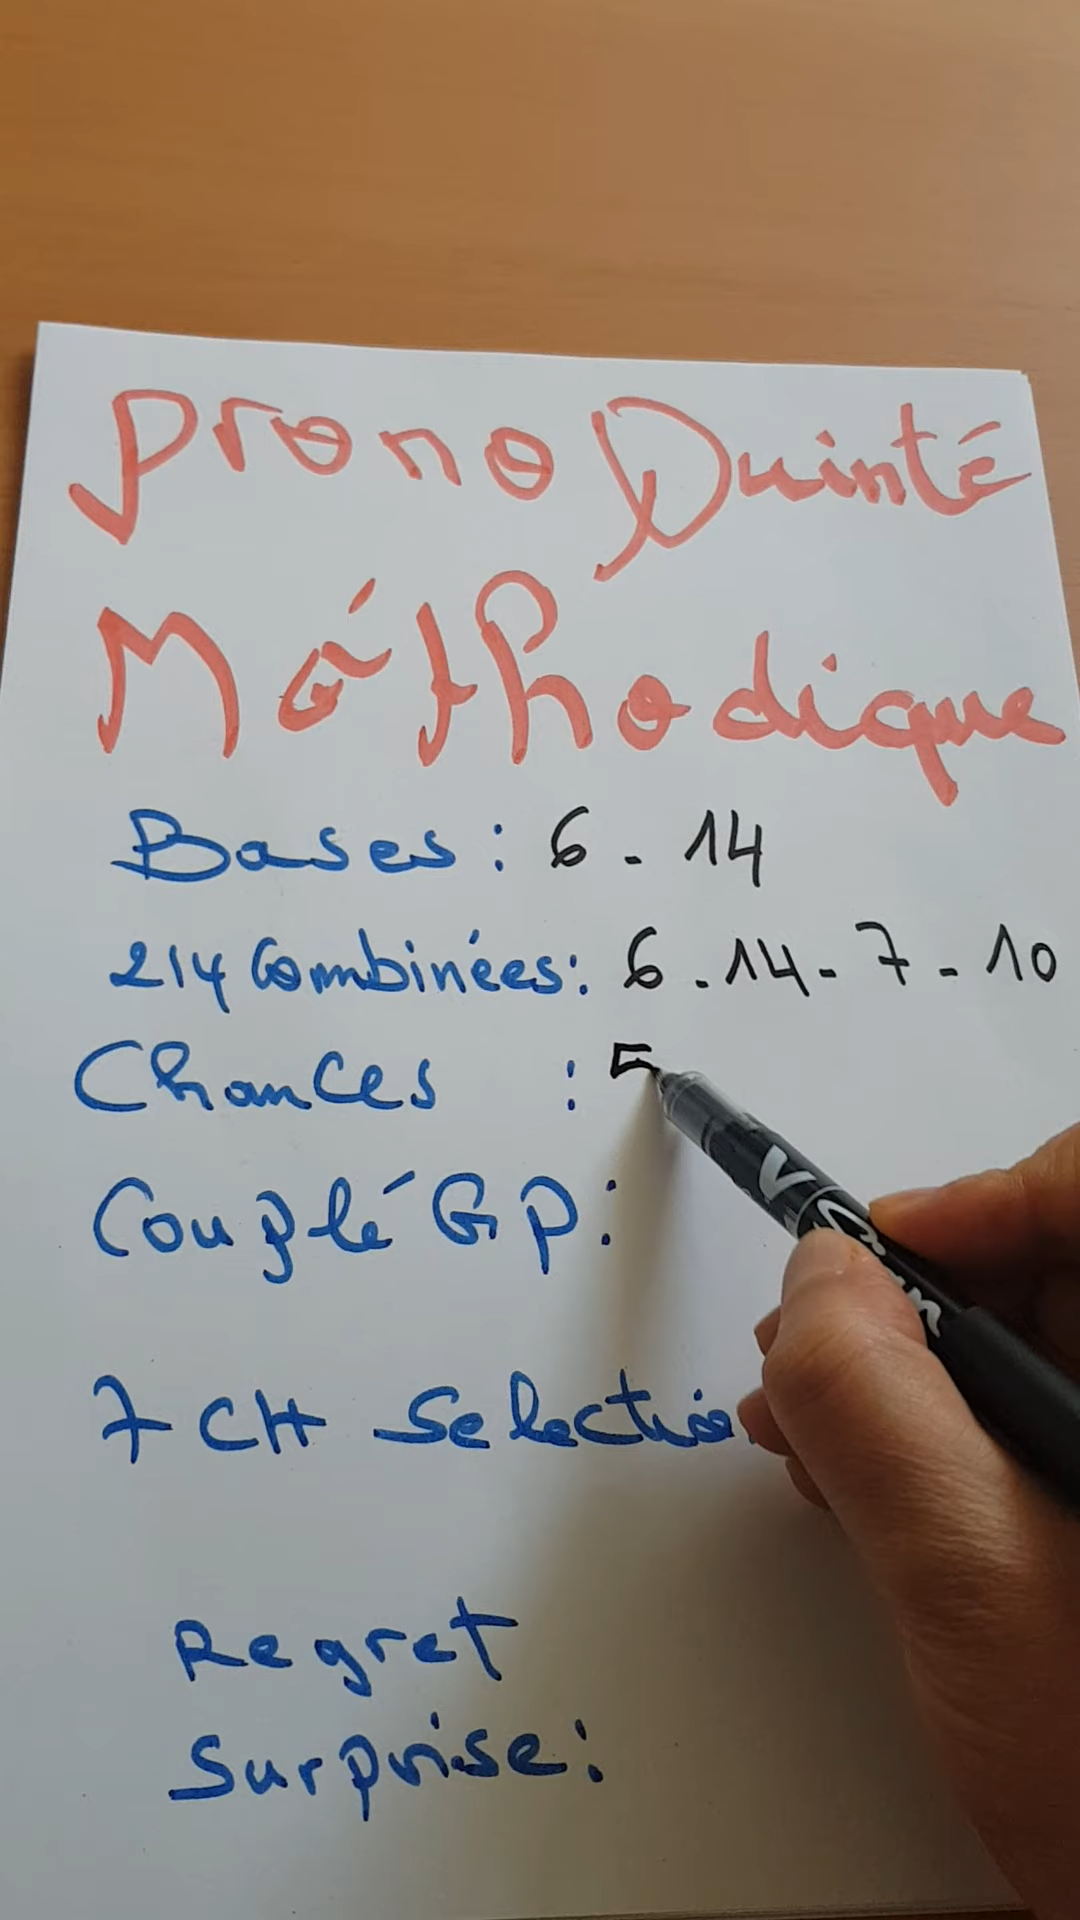 Prono Quinté
Méthodique
Bases : 6 - 14
2/4 Combinées : 6 - 14 - 7 - 10
Chances : 5
Couplé GP :
7 CH Selectio
Regret
Surprise :